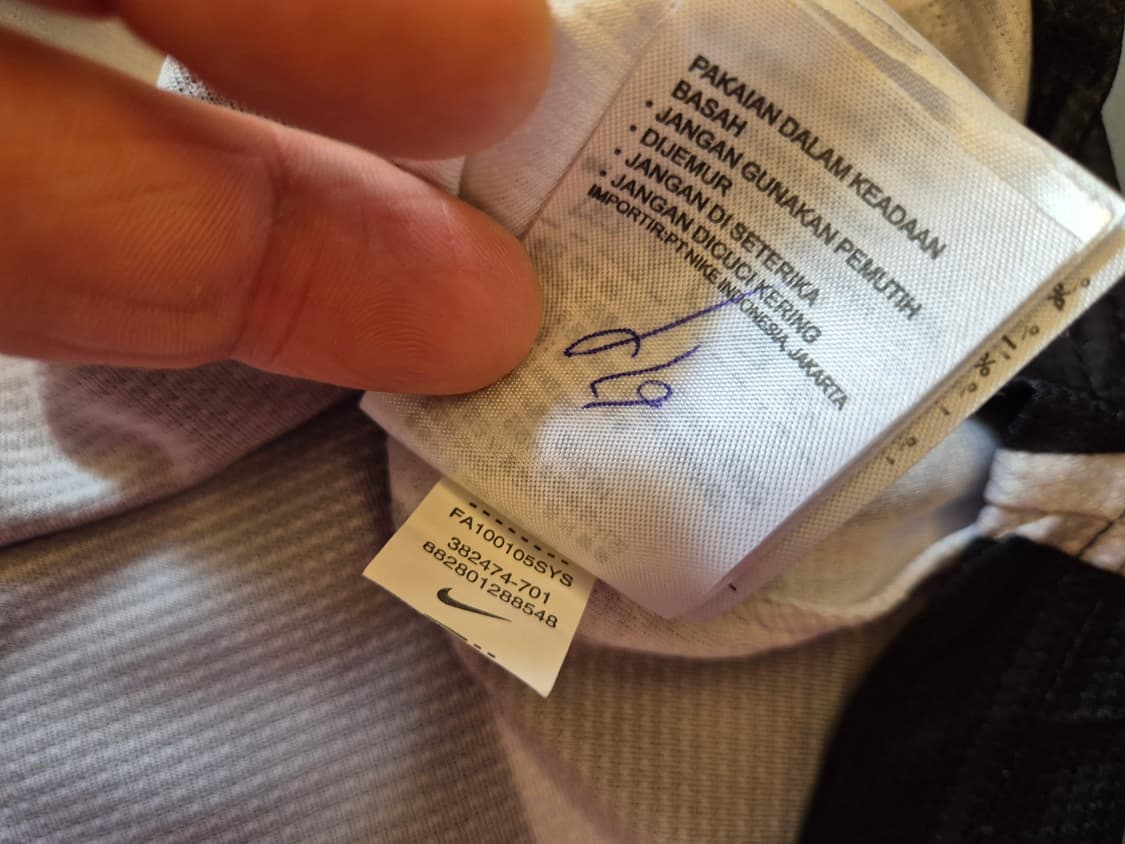 PAKAIAN DALAM KEADAAN
BASAH
• JANGAN GUNAKAN PEMUTIH
• DIJEMUR
• JANGAN DI SETERIKA
• JANGAN DICUCI KERING
IMPORTIR:PT NIKE INDONESIA, JAKARTA
FA100105SYS
382474-701
882801288548